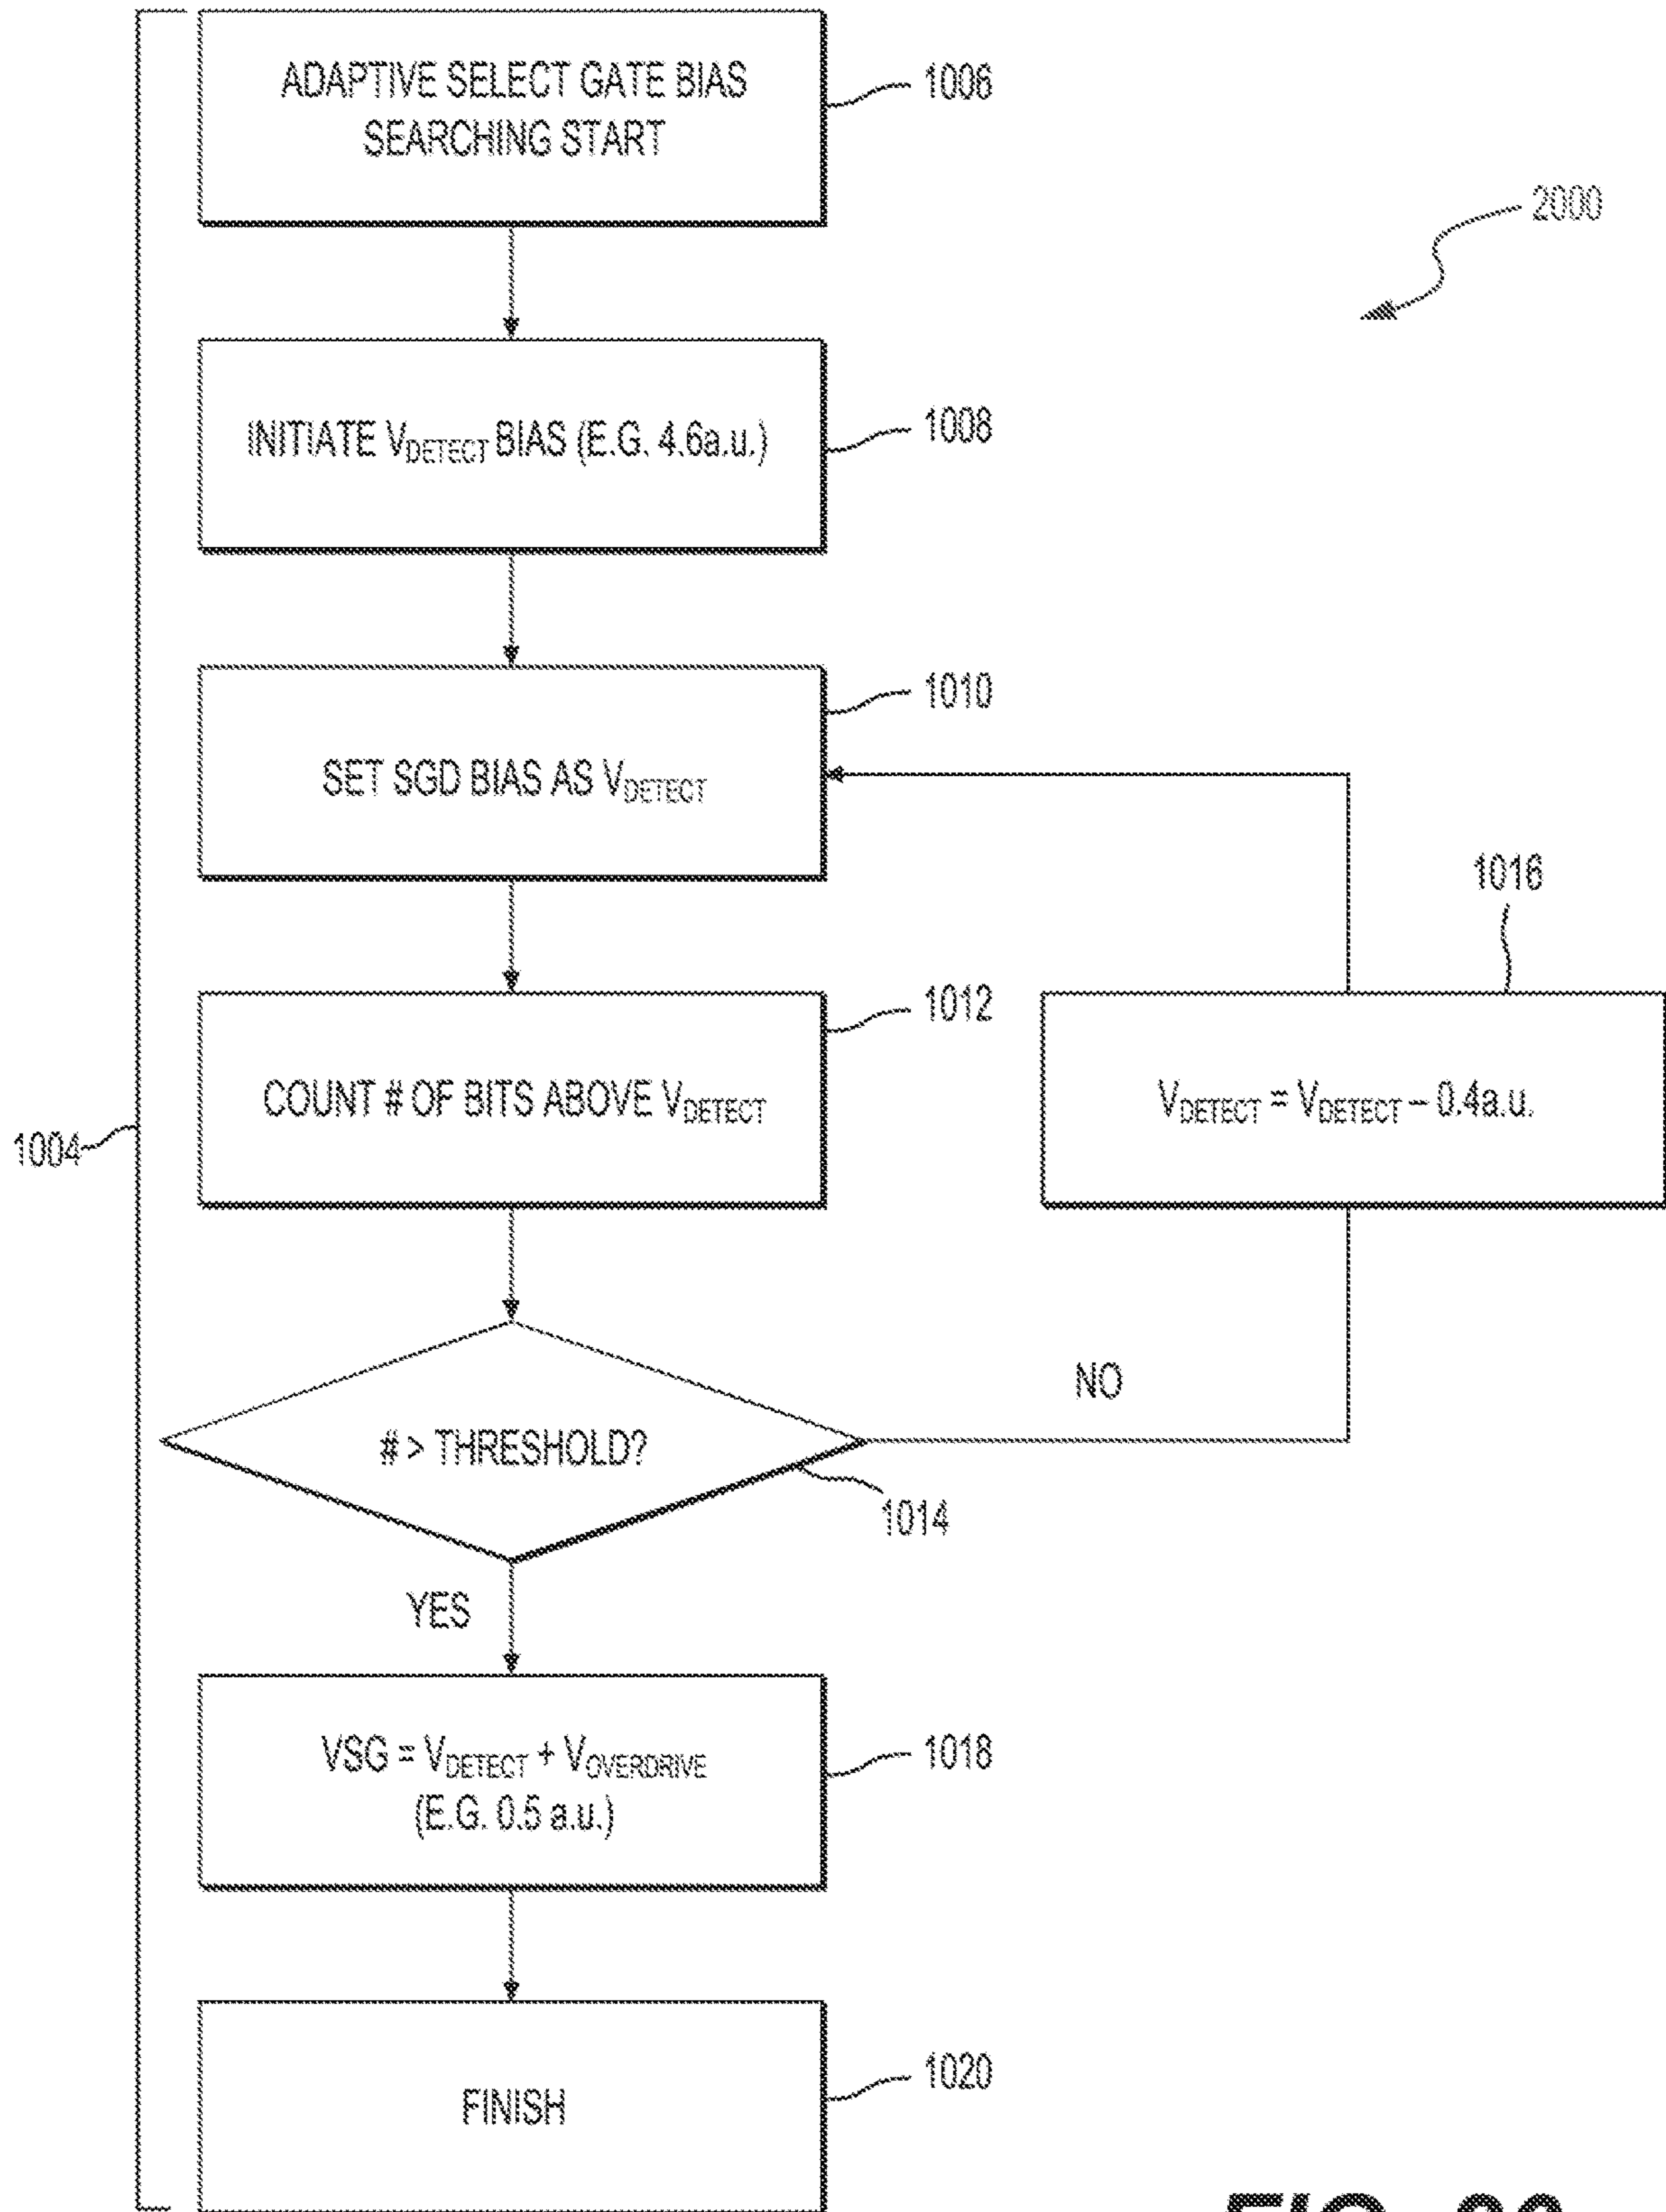 ADAPTIVE SELECT GATE BIAS
SEARCHING START
1006
2000
INITIATE VDETECT BIAS (E.G. 4.6a.u.)
1008
SET SGD BIAS AS VDETECT
1010
1016
COUNT # OF BITS ABOVE VDETECT
1012
VDETECT = VDETECT – 0.4a.u.
1004
# > THRESHOLD?
NO
1014
YES
VSG = VDETECT + VOVERDRIVE
(E.G. 0.5 a.u.)
1018
FINISH
1020